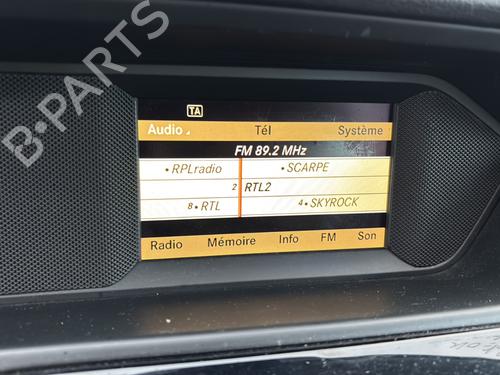 B-PARTS
TA
Audio Tél Système
FM 89.2 MHz
•RPLradio •SCARPE
2 RTL2
8•RTL 4•SKYROCK
Radio Mémoire Info FM Son